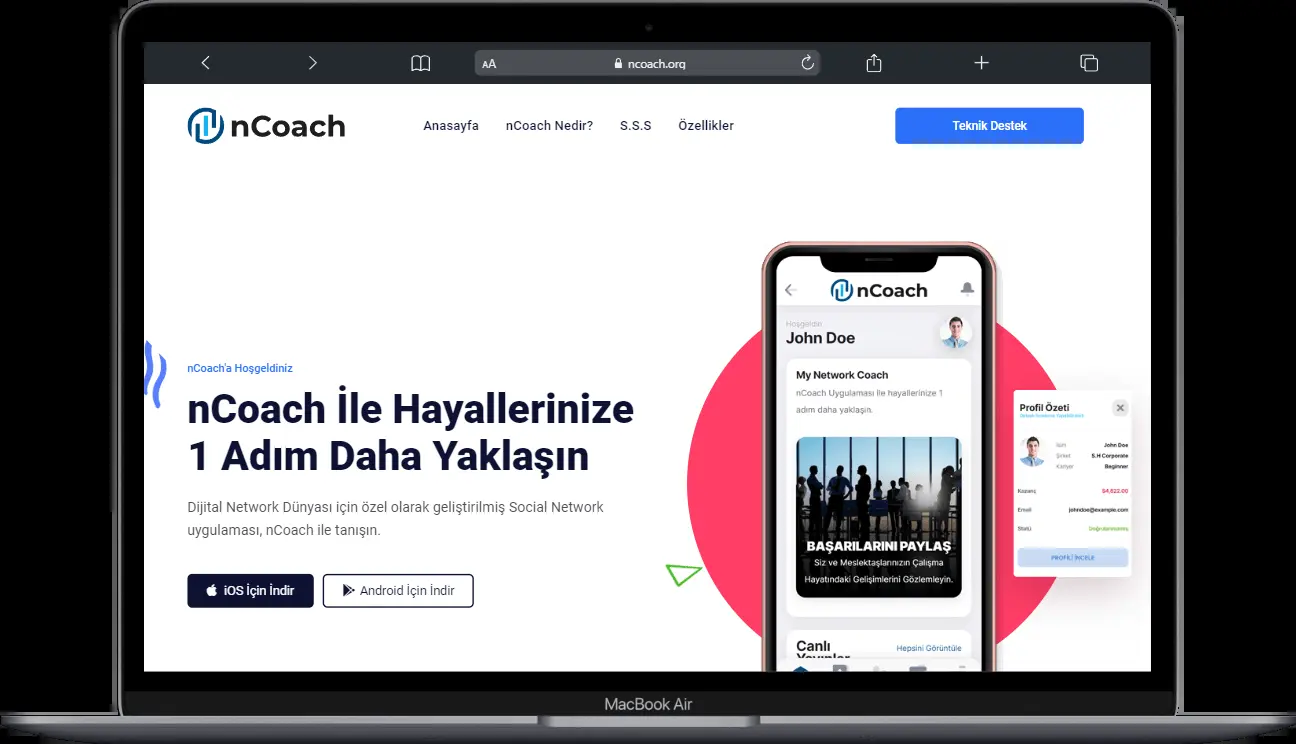 AA
ncoach.org
nCoach
Anasayfa
nCoach Nedir?
S.S.S
Özellikler
Teknik Destek
nCoach'a Hoşgeldiniz
nCoach İle Hayallerinize
1 Adım Daha Yaklaşın
Dijital Network Dünyası için özel olarak geliştirilmiş Social Network
uygulaması, nCoach ile tanışın.
iOS İçin İndir
Android İçin İndir
nCoach
Hoşgeldin
John Doe
My Network Coach
nCoach Uygulaması ile hayallerinize 1
adım daha yaklaşın.
BAŞARILARINI PAYLAŞ
Siz ve Meslektaşlarınızın Çalışma
Hayatındaki Gelişimlerini Gözlemleyin.
Canlı
Yayınlar
Hepsini Görüntüle
Profil Özeti
İsim
John Doe
Şirket
S.H Corporate
Kariyer
Beginner
Kazanç
$4,622.00
Email
johndoe@example.com
Statü
Doğrulanmamış
PROFİLİ İNCELE
MacBook Air